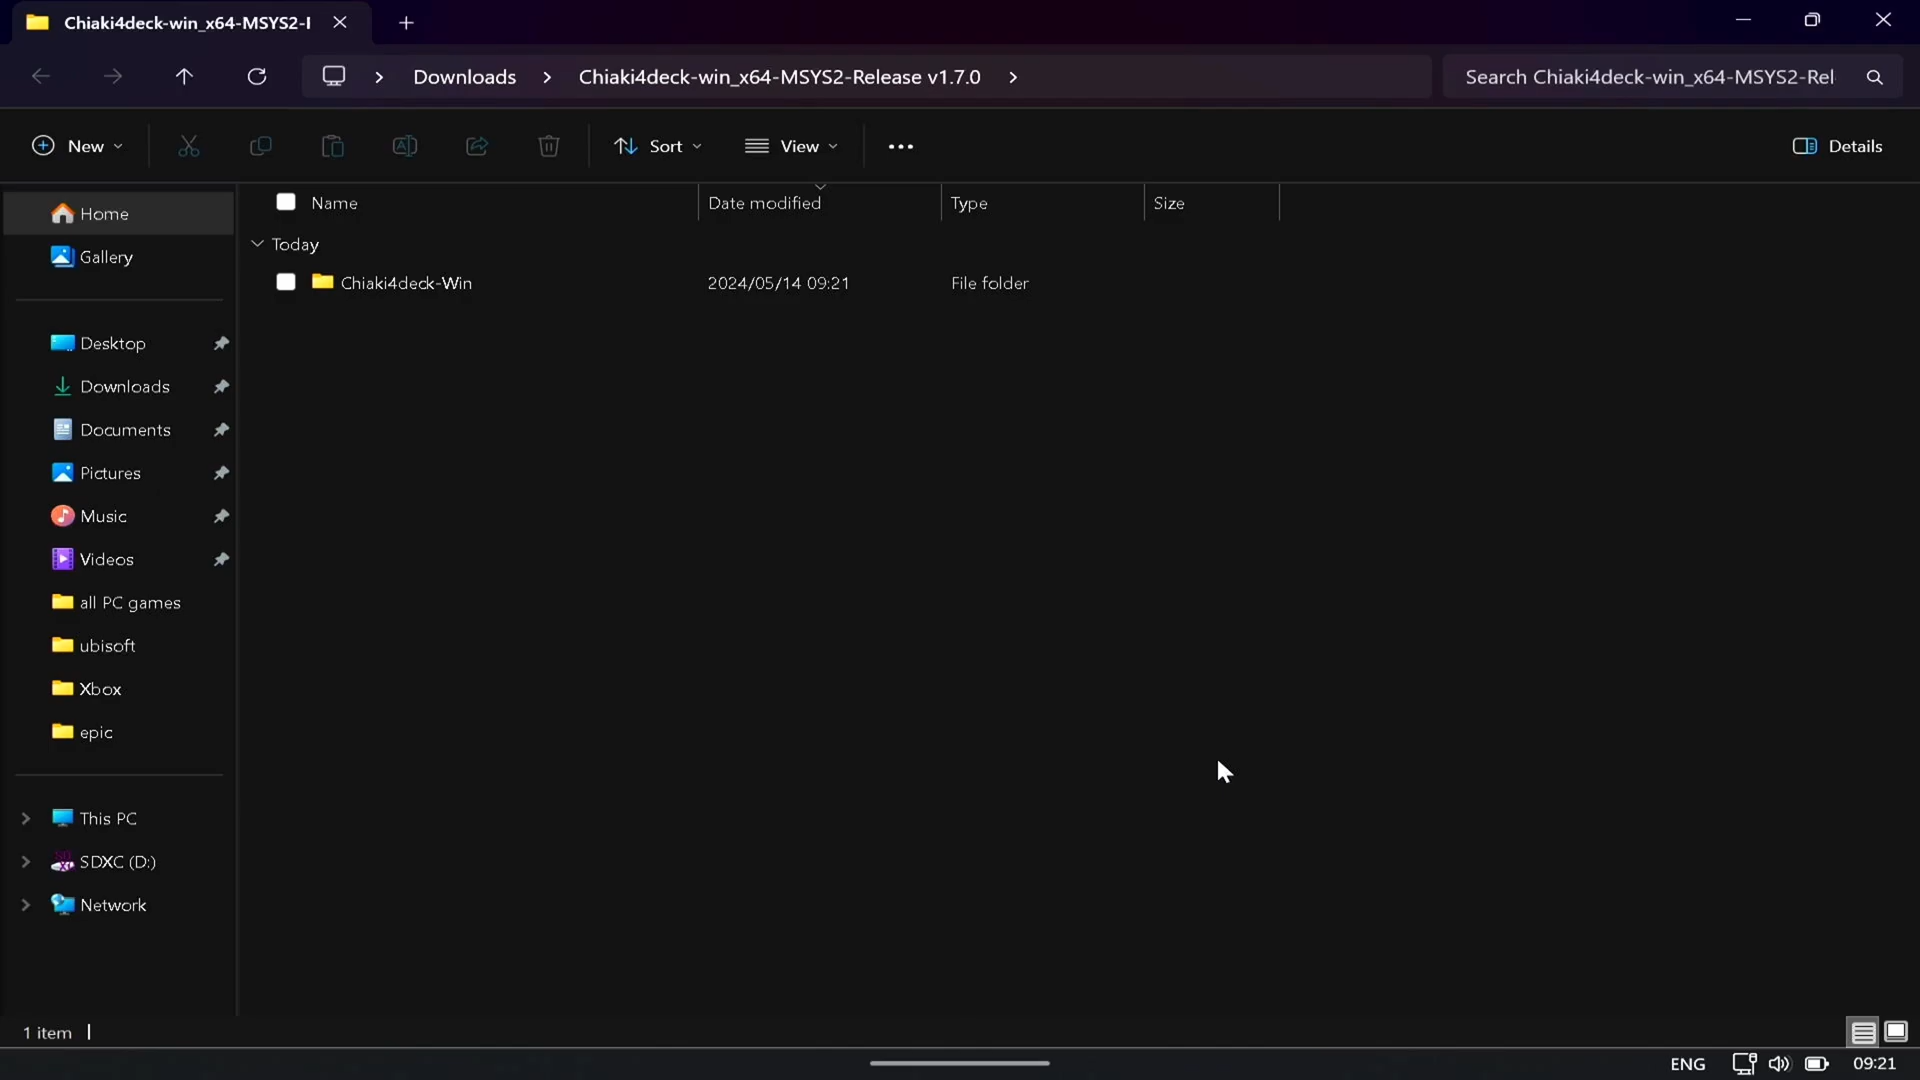 Chiaki4deck-win_x64-MSYS2-I
Downloads
Chiaki4deck-win_x64-MSYS2-Release v1.7.0
Search Chiaki4deck-win_x64-MSYS2-Rel
New
Sort
View
Details
Home
Gallery
Desktop
Downloads
Documents
Pictures
Music
Videos
all PC games
ubisoft
Xbox
epic
This PC
SDXC (D:)
Network
Name Date modified Type Size
Today
Chiaki4deck-Win 2024/05/14 09:21 File folder
1 item
ENG 09:21